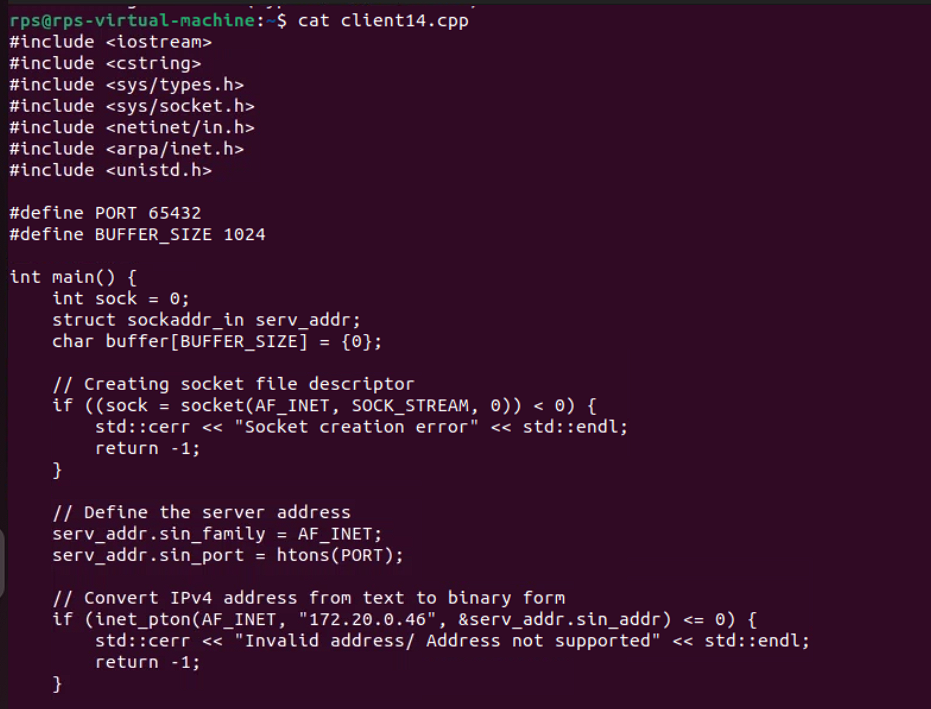 rps@rps-virtual-machine:~$ cat client14.cpp
#include <iostream>
#include <cstring>
#include <sys/types.h>
#include <sys/socket.h>
#include <netinet/in.h>
#include <arpa/inet.h>
#include <unistd.h>

#define PORT 65432
#define BUFFER_SIZE 1024

int main() {
    int sock = 0;
    struct sockaddr_in serv_addr;
    char buffer[BUFFER_SIZE] = {0};

    // Creating socket file descriptor
    if ((sock = socket(AF_INET, SOCK_STREAM, 0)) < 0) {
        std::cerr << "Socket creation error" << std::endl;
        return -1;
    }

    // Define the server address
    serv_addr.sin_family = AF_INET;
    serv_addr.sin_port = htons(PORT);

    // Convert IPv4 address from text to binary form
    if (inet_pton(AF_INET, "172.20.0.46", &serv_addr.sin_addr) <= 0) {
        std::cerr << "Invalid address/ Address not supported" << std::endl;
        return -1;
    }